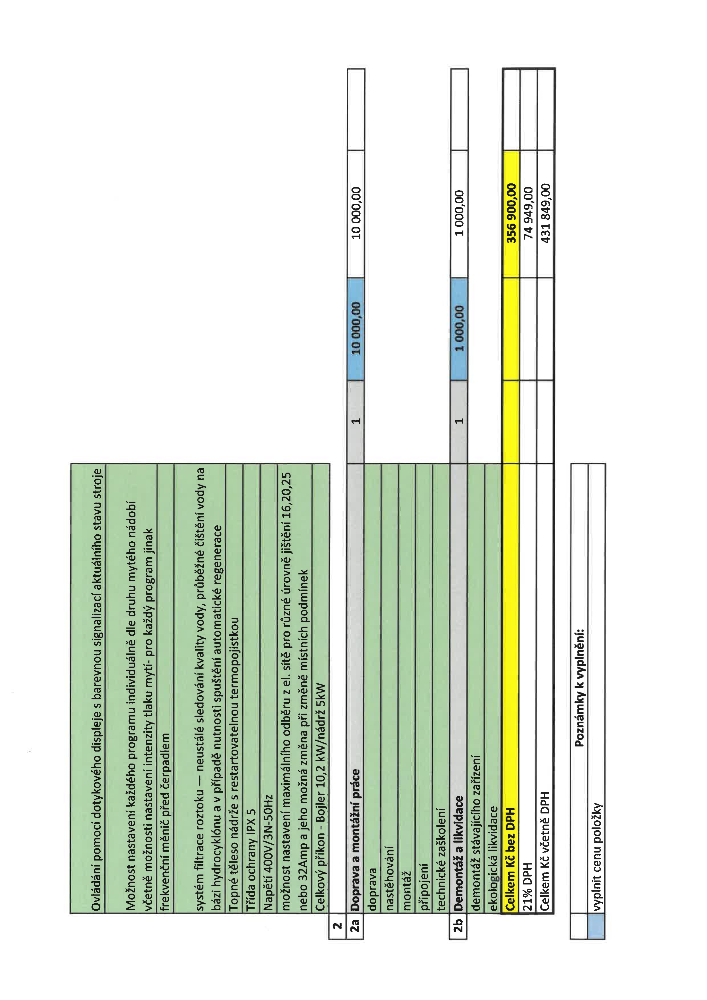 Ovládání pomocí dotykového displeje s barevnou signalizací aktuálního stavu stroje
Možnost nastavení každého programu individuálně dle druhu mytého nádobí
včetně možnosti nastavení intenzity tlaku mytí- pro každý program jinak
frekvenční měnič před čerpadlem
systém filtrace roztoku — neustálé sledování kvality vody, průběžné čištění vody na
bázi hydrocyklónu a v případě nutnosti spuštění automatické regenerace
Topné těleso nádrže s restartovatelnou termopojistkou
Třída ochrany IPX 5
Napětí 400V/3N-50Hz
možnost nastavení maximálního odběru z el. sítě pro různé úrovně jištění 16,20,25
nebo 32Amp a jeho možná změna při změně místních podmínek
Celkový příkon - Bojler 10,2 kW/nádrž 5kW
2
2a Doprava a montážní práce 1 10 000,00 10 000,00
doprava
nastěhování
montáž
připojení
technické zaškolení
2b Demontáž a likvidace 1 1 000,00 1 000,00
demontáž stávajícího zařízení
ekologická likvidace
Celkem Kč bez DPH 356 900,00
21% DPH 74 949,00
Celkem Kč včetně DPH 431 849,00
Poznámky k vyplnění:
vyplnit cenu položky